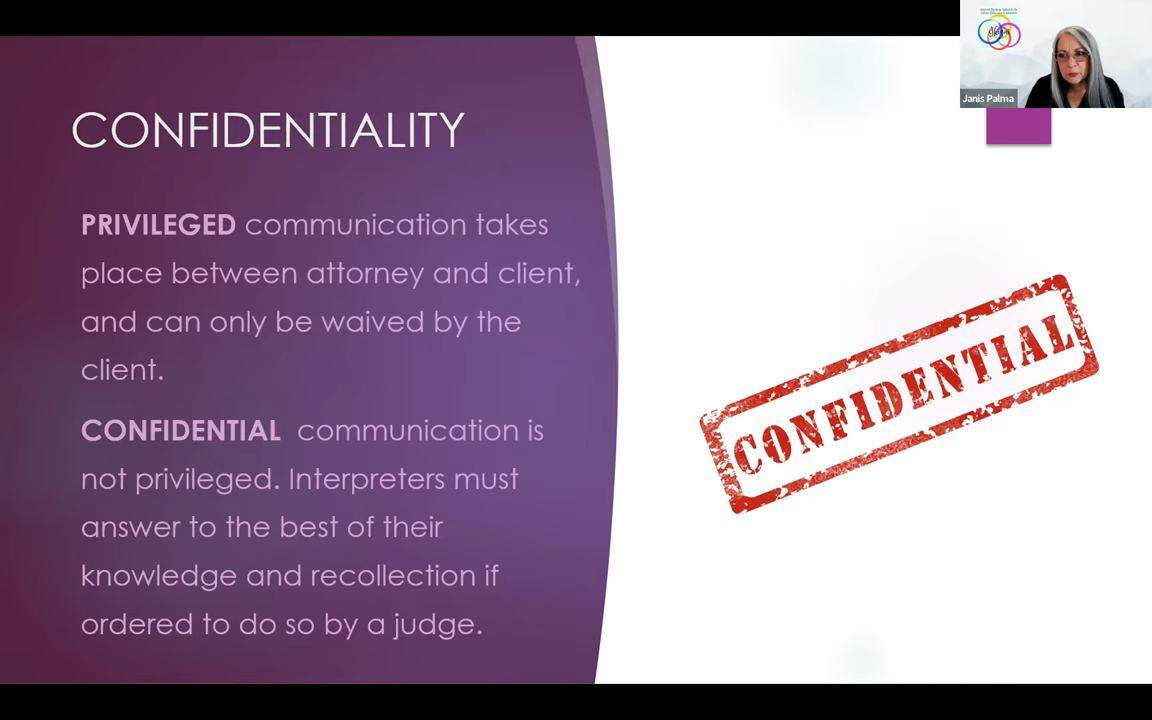 CONFIDENTIALITY
PRIVILEGED communication takes
place between attorney and client,
and can only be waived by the
client.
CONFIDENTIAL communication is
not privileged. Interpreters must
answer to the best of their
knowledge and recollection if
ordered to do so by a judge.
CONFIDENTIAL
Janis Palma